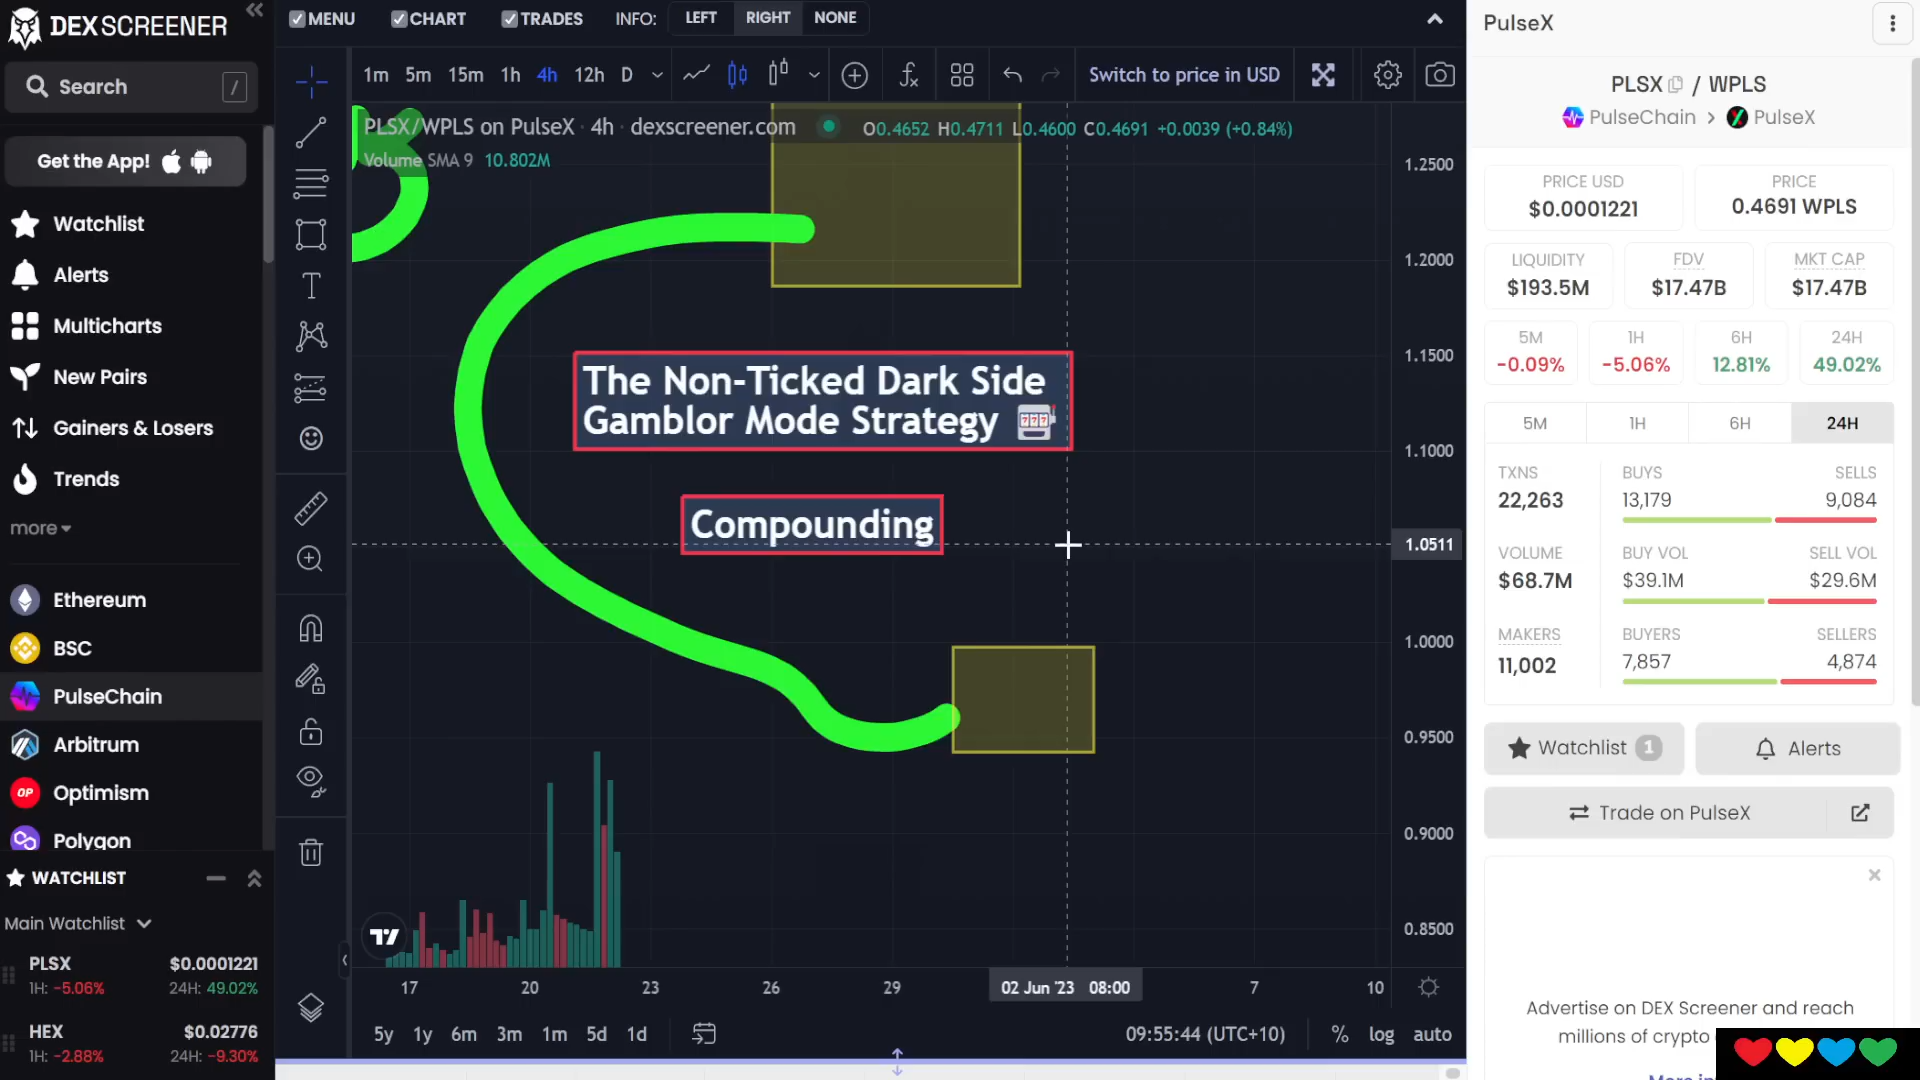 DEX SCREENER
Search /
Get the App!
Watchlist
Alerts
Multicharts
New Pairs
Gainers & Losers
Trends
more
Ethereum
BSC
PulseChain
Arbitrum
Optimism
Polygon
WATCHLIST
Main Watchlist
PLSX $0.0001221
1H: -5.06% 24H: 49.02%
HEX $0.02776
1H: -2.88% 24H: -9.30%
MENU CHART TRADES INFO: LEFT RIGHT NONE
1m 5m 15m 1h 4h 12h D Switch to price in USD
PLSX/WPLS on PulseX · 4h · dexscreener.com O0.4652 H0.4711 L0.4600 C0.4691 +0.0039 (+0.84%)
Volume SMA 9 10.802M
The Non-Ticked Dark Side
Gamblor Mode Strategy
Compounding
1.2500
1.2000
1.1500
1.1000
1.0511
1.0000
0.9500
0.9000
0.8500
17 20 23 26 29 02 Jun '23 08:00 7 10
5y 1y 6m 3m 1m 5d 1d 09:55:44 (UTC+10) % log auto
PulseX
PLSX / WPLS
PulseChain > PulseX
PRICE USD PRICE
$0.0001221 0.4691 WPLS
LIQUIDITY FDV MKT CAP
$193.5M $17.47B $17.47B
5M 1H 6H 24H
-0.09% -5.06% 12.81% 49.02%
5M 1H 6H 24H
TXNS BUYS SELLS
22,263 13,179 9,084
VOLUME BUY VOL SELL VOL
$68.7M $39.1M $29.6M
MAKERS BUYERS SELLERS
11,002 7,857 4,874
Watchlist 1 Alerts
Trade on PulseX
Advertise on DEX Screener and reach
millions of crypto